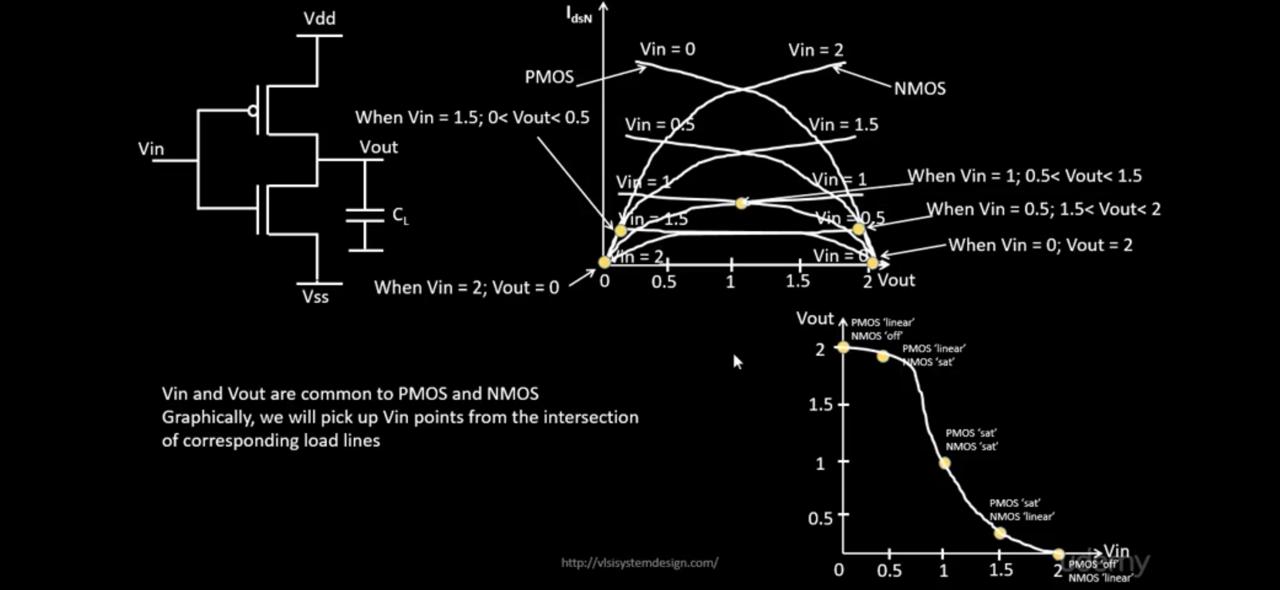 Vdd
Vin
Vout
CL
Vss
IdsN
PMOS
Vin = 0
Vin = 2
NMOS
When Vin = 1.5; 0< Vout< 0.5
Vin = 0.5
Vin = 1.5
Vin = 1
Vin = 1
When Vin = 1; 0.5< Vout< 1.5
Vin = 1.5
Vin = 0.5
When Vin = 0.5; 1.5< Vout< 2
Vin = 2
Vin = 0
When Vin = 0; Vout = 2
When Vin = 2; Vout = 0
0 0.5 1 1.5 2 Vout
Vin and Vout are common to PMOS and NMOS
Graphically, we will pick up Vin points from the intersection
of corresponding load lines
Vout
PMOS ‘linear’
NMOS ‘off’
2
PMOS ‘linear’
NMOS ‘sat’
1.5
PMOS ‘sat’
NMOS ‘sat’
1
PMOS ‘sat’
NMOS ‘linear’
0.5
Vin
0 0.5 1 1.5 2
PMOS ‘off’
NMOS ‘linear’
http://vlsisystemdesign.com/
udemy